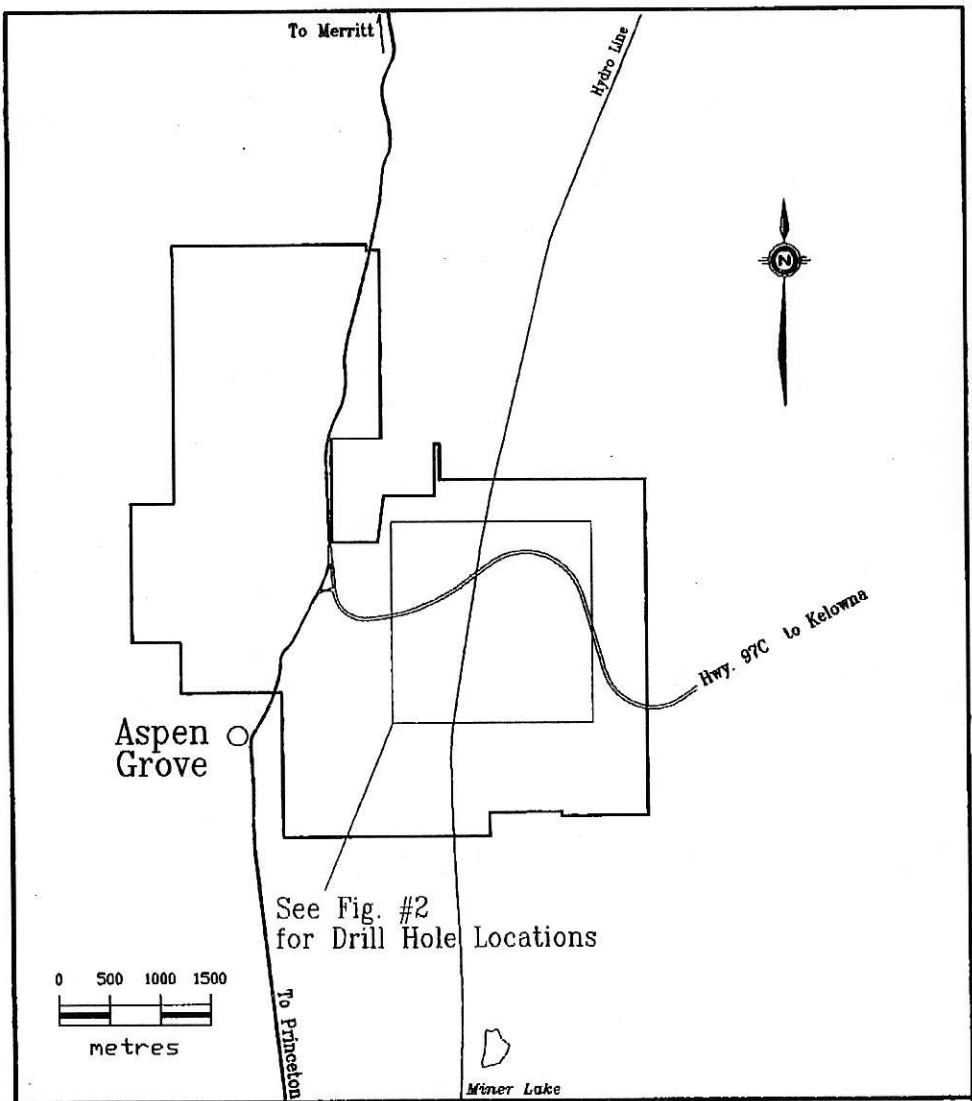 To Merritt
Hydro Line
N
Hwy. 97C to Kelowna
Aspen
Grove
See Fig. #2
for Drill Hole Locations
0 500 1000 1500
metres
To Princeton
Miner Lake